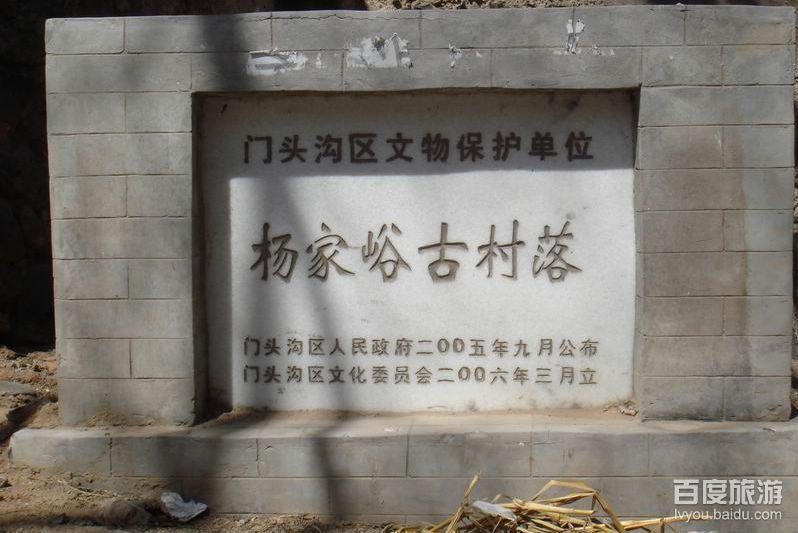 门头沟区文物保护单位
杨家峪古村落
门头沟区人民政府二00五年九月公布
门头沟区文化委员会二00六年三月立
百度旅游
lvyou.baidu.com